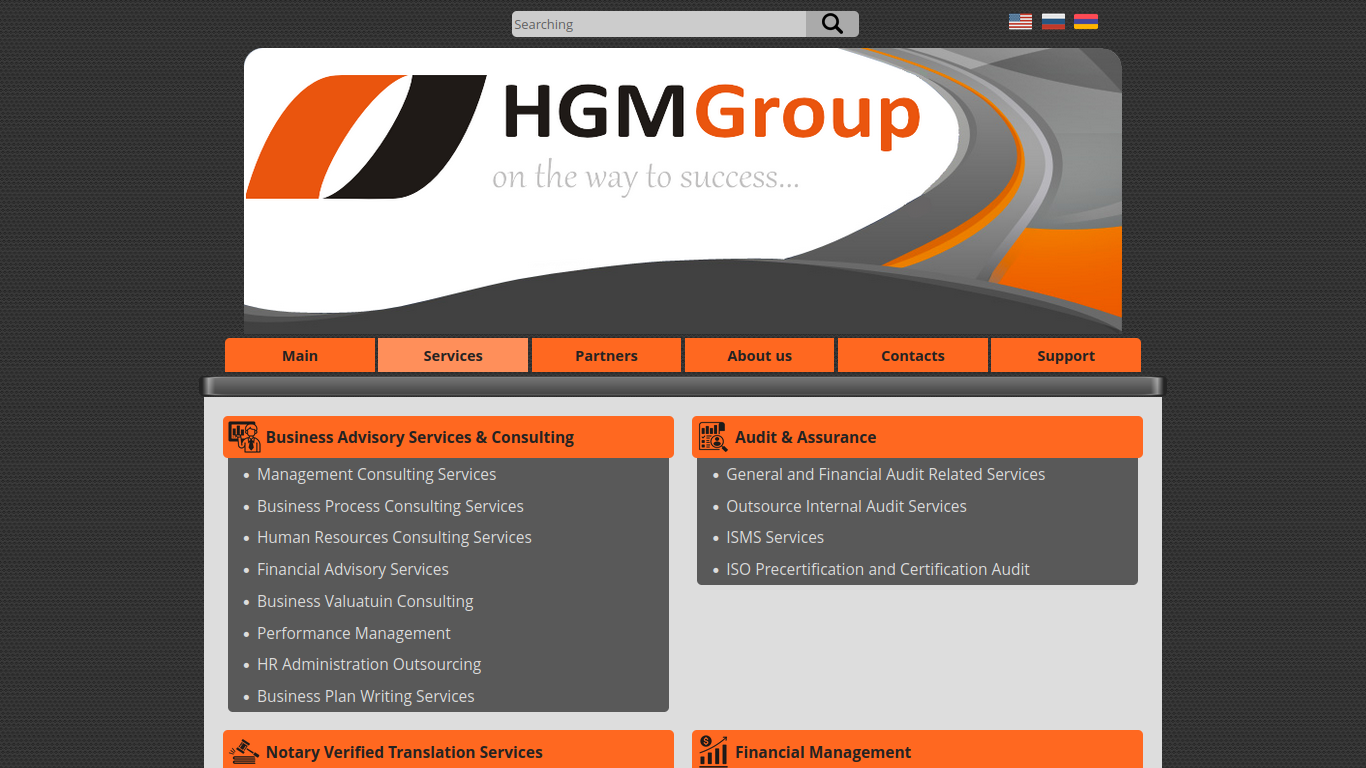 Searching
HGMGroup
on the way to success...
Main
Services
Partners
About us
Contacts
Support
Business Advisory Services & Consulting
Management Consulting Services
Business Process Consulting Services
Human Resources Consulting Services
Financial Advisory Services
Business Valuatuin Consulting
Performance Management
HR Administration Outsourcing
Business Plan Writing Services
Audit & Assurance
General and Financial Audit Related Services
Outsource Internal Audit Services
ISMS Services
ISO Precertification and Certification Audit
Notary Verified Translation Services
Financial Management